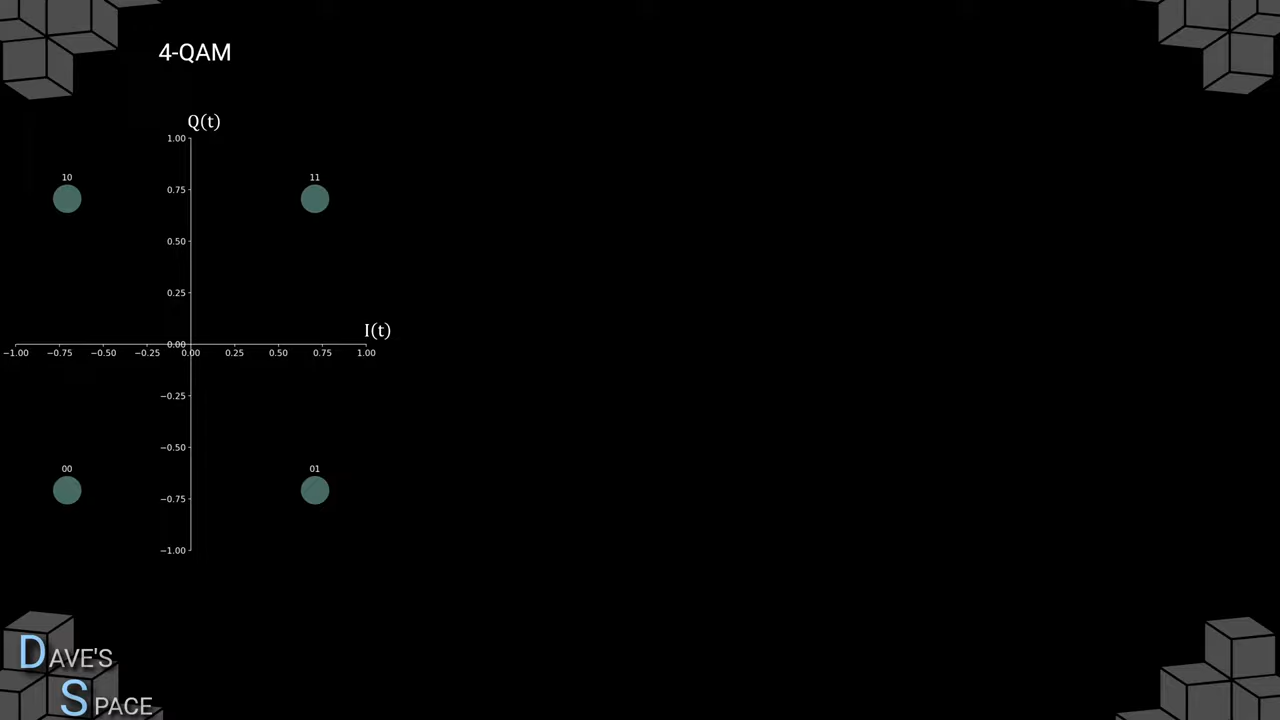 4-QAM
Q(t)
1.00
10
11
0.75
0.50
0.25
I(t)
0.00
−1.00 −0.75 −0.50 −0.25 0.00 0.25 0.50 0.75 1.00
−0.25
−0.50
00
01
−0.75
−1.00
DAVE'S
SPACE